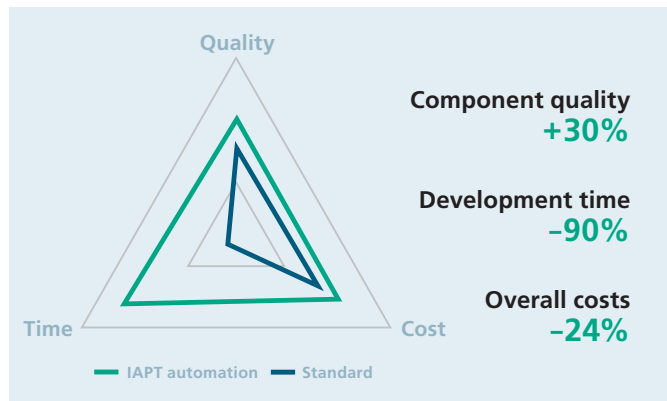 Quality
Time
Cost
IAPT automation
Standard
Component quality
+30%
Development time
–90%
Overall costs
–24%